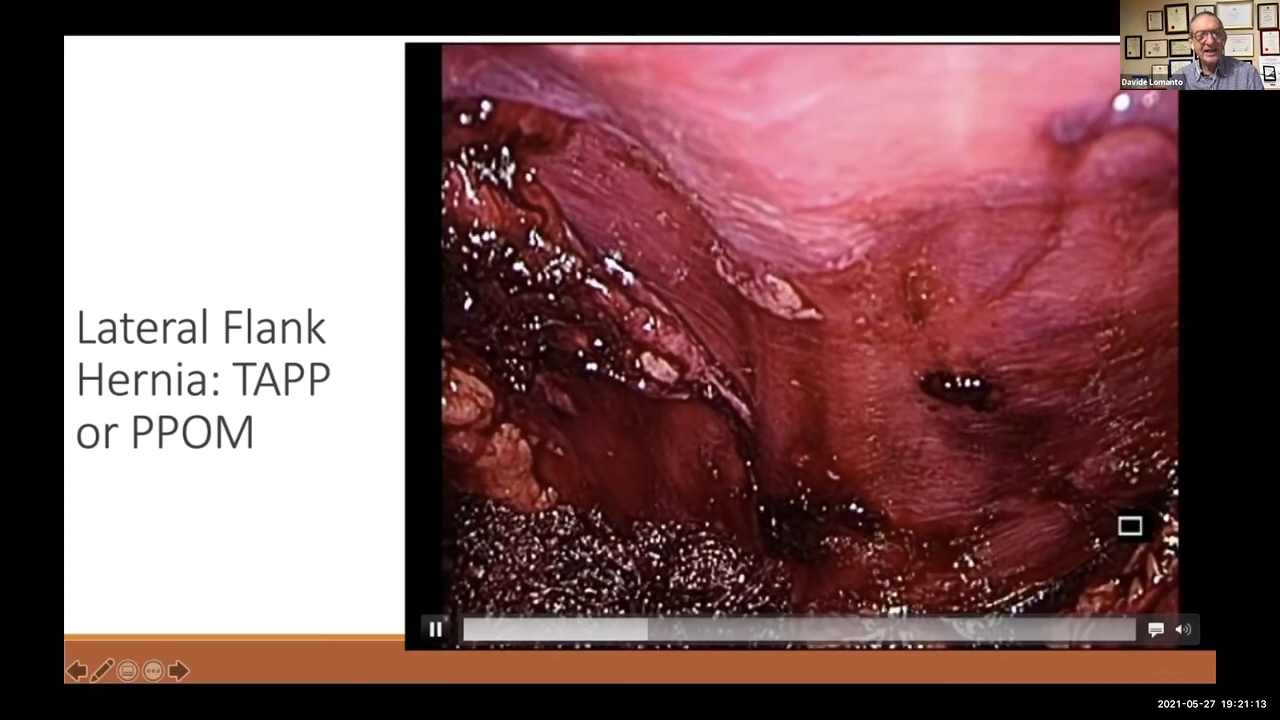 Davide Lomanto
Lateral Flank
Hernia: TAPP
or PPOM
2021-05-27 19:21:13